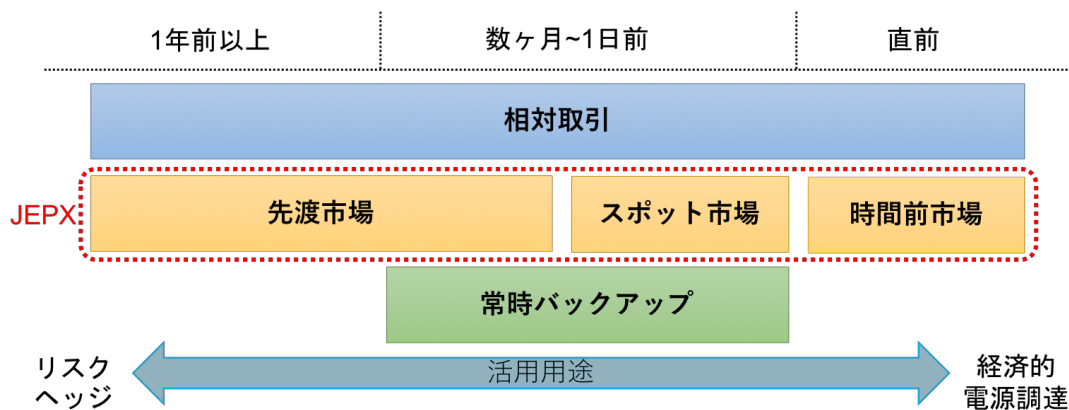 1年前以上
数ヶ月~1日前
直前
相対取引
JEPX
先渡市場
スポット市場
時間前市場
常時バックアップ
リスク
ヘッジ
活用用途
経済的
電源調達